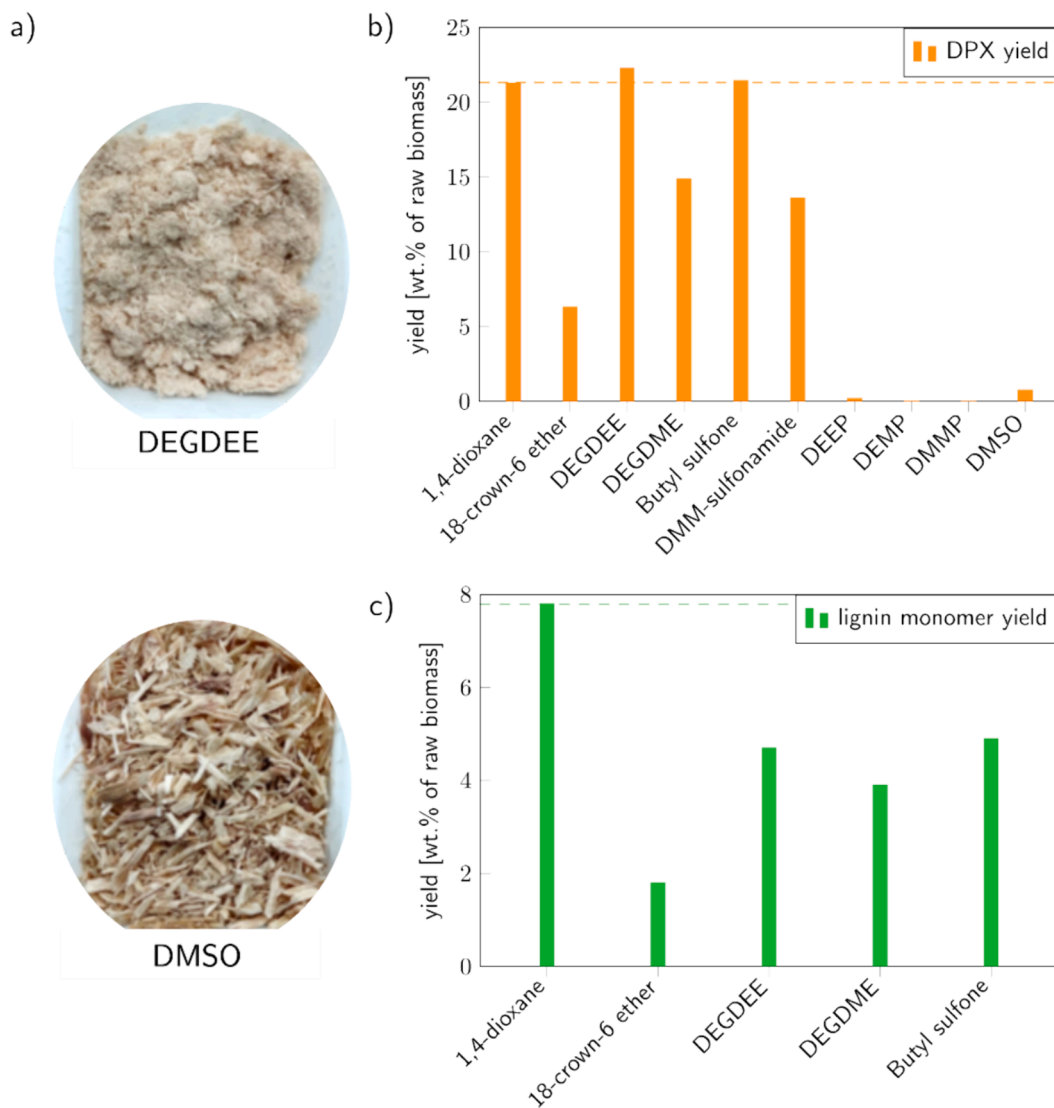 a)
DEGDEE
DMSO
b)
DPX yield
yield [wt.% of raw biomass]
25
20
15
10
5
0
1,4-dioxane
18-crown-6 ether
DEGDEE
DEGDME
Butyl sulfone
DMM-sulfonamide
DEEP
DEMP
DMMP
DMSO
c)
lignin monomer yield
yield [wt.% of raw biomass]
8
6
4
2
0
1,4-dioxane
18-crown-6 ether
DEGDEE
DEGDME
Butyl sulfone